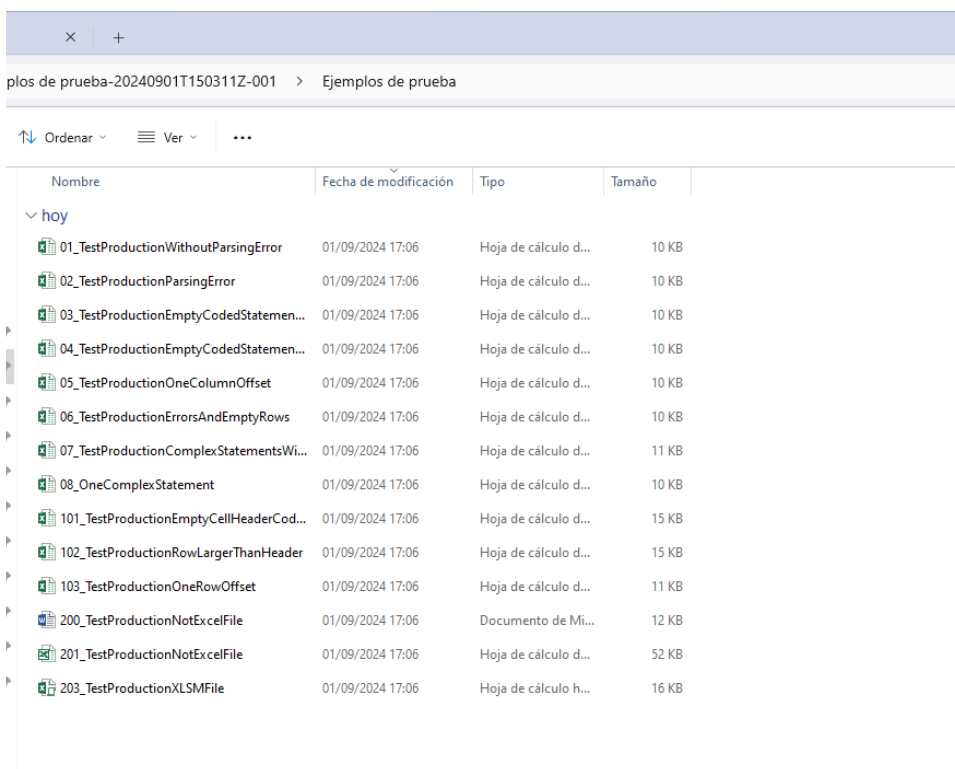 plos de prueba-20240901T150311Z-001 > Ejemplos de prueba
Ordenar Ver ...
Nombre Fecha de modificación Tipo Tamaño
hoy
01_TestProductionWithoutParsingError 01/09/2024 17:06 Hoja de cálculo d... 10 KB
02_TestProductionParsingError 01/09/2024 17:06 Hoja de cálculo d... 10 KB
03_TestProductionEmptyCodedStatemen... 01/09/2024 17:06 Hoja de cálculo d... 10 KB
04_TestProductionEmptyCodedStatemen... 01/09/2024 17:06 Hoja de cálculo d... 10 KB
05_TestProductionOneColumnOffset 01/09/2024 17:06 Hoja de cálculo d... 10 KB
06_TestProductionErrorsAndEmptyRows 01/09/2024 17:06 Hoja de cálculo d... 10 KB
07_TestProductionComplexStatementsWi... 01/09/2024 17:06 Hoja de cálculo d... 11 KB
08_OneComplexStatement 01/09/2024 17:06 Hoja de cálculo d... 10 KB
101_TestProductionEmptyCellHeaderCod... 01/09/2024 17:06 Hoja de cálculo d... 15 KB
102_TestProductionRowLargerThanHeader 01/09/2024 17:06 Hoja de cálculo d... 15 KB
103_TestProductionOneRowOffset 01/09/2024 17:06 Hoja de cálculo d... 11 KB
200_TestProductionNotExcelFile 01/09/2024 17:06 Documento de Mi... 12 KB
201_TestProductionNotExcelFile 01/09/2024 17:06 Hoja de cálculo d... 52 KB
203_TestProductionXLSMFile 01/09/2024 17:06 Hoja de cálculo h... 16 KB